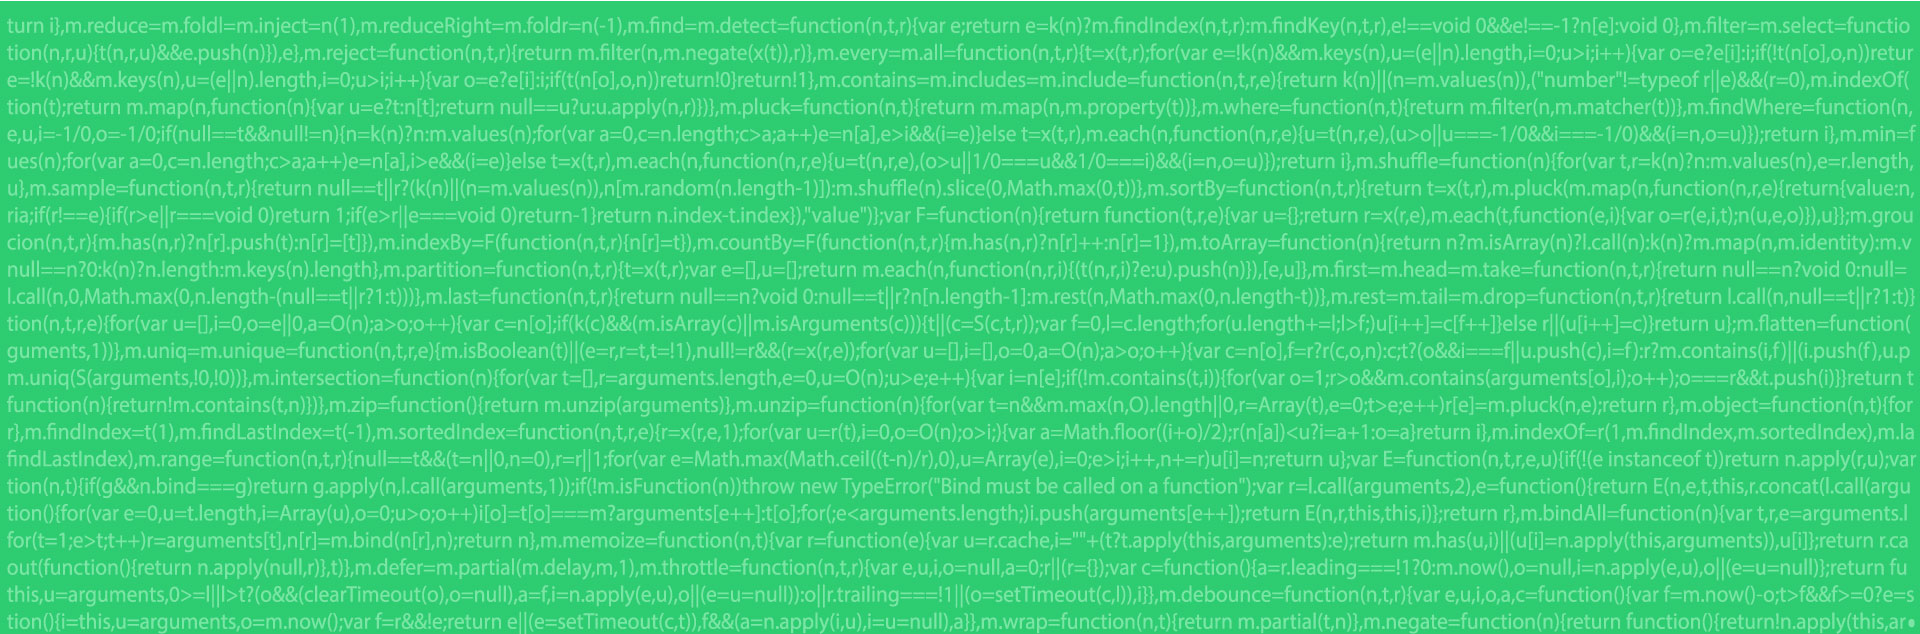 turn i},m.reduce=m.foldl=m.inject=n(1),m.reduceRight=m.foldr=n(-1),m.find=m.detect=function(n,t,r){var e;return e=k(n)?m.findIndex(n,t,r):m.findKey(n,t,r),e!==void 0&&e!==-1?n[e]:void 0},m.filter=m.select=functio
tion(n,r,u){t(n,r,u)&&e.push(n)}),e},m.reject=function(n,t,r){return m.filter(n,m.negate(x(t)),r)},m.every=m.all=function(n,t,r){t=x(t,r);for(var e=!k(n)&&m.keys(n),u=(e||n).length,i=0;u>i;i++){var o=e?e[i]:i;if(!t(n[o],o,n))retur
e=!k(n)&&m.keys(n),u=(e||n).length,i=0;u>i;i++){var o=e?e[i]:i;if(t(n[o],o,n))return!0}return!1},m.contains=m.includes=m.include=function(n,t,r,e){return k(n)||(n=m.values(n)),("number"!=typeof r||e)&&(r=0),m.indexOf(
tion(t);return m.map(n,function(n){var u=e?t:n[t];return null==u?u:u.apply(n,r)})},m.pluck=function(n,t){return m.map(n,m.property(t))},m.where=function(n,t){return m.filter(n,m.matcher(t))},m.findWhere=function(n,
e,u,i=-1/0,o=-1/0;if(null==t&&null!=n){n=k(n)?n:m.values(n);for(var a=0,c=n.length;c>a;a++)e=n[a],e>i&&(i=e)}else t=x(t,r),m.each(n,function(n,r,e){u=t(n,r,e),(u>o||u===-1/0&&i===-1/0)&&(i=n,o=u)});return i},m.min=f
ues(n);for(var a=0,c=n.length;c>a;a++)e=n[a],i>e&&(i=e)}else t=x(t,r),m.each(n,function(n,r,e){u=t(n,r,e),(o>u||1/0===u&&1/0===i)&&(i=n,o=u)});return i},m.shuffle=function(n){for(var t,r=k(n)?n:m.values(n),e=r.length,
u},m.sample=function(n,t,r){return null==t||r?(k(n)||(n=m.values(n)),n[m.random(n.length-1)]):m.shuffle(n).slice(0,Math.max(0,t))},m.sortBy=function(n,t,r){return t=x(t,r),m.pluck(m.map(n,function(n,r,e){return{value:n,
ria;if(r!==e){if(r>e||r===void 0)return 1;if(e>r||e===void 0)return-1}return n.index-t.index}),"value")};var F=function(n){return function(t,r,e){var u={};return r=x(r,e),m.each(t,function(e,i){var o=r(e,i,t);n(u,e,o)}),u}};m.grou
cion(n,t,r){m.has(n,r)?n[r].push(t):n[r]=[t]}),m.indexBy=F(function(n,t,r){n[r]=t}),m.countBy=F(function(n,t,r){m.has(n,r)?n[r]++:n[r]=1}),m.toArray=function(n){return n?m.isArray(n)?l.call(n):k(n)?m.map(n,m.identity):m.v
null==n?0:k(n)?n.length:m.keys(n).length},m.partition=function(n,t,r){t=x(t,r);var e=[],u=[];return m.each(n,function(n,r,i){(t(n,r,i)?e:u).push(n)}),[e,u]},m.first=m.head=m.take=function(n,t,r){return null==n?void 0:null=
l.call(n,0,Math.max(0,n.length-(null==t||r?1:t)))},m.last=function(n,t,r){return null==n?void 0:null==t||r?n[n.length-1]:m.rest(n,Math.max(0,n.length-t))},m.rest=m.tail=m.drop=function(n,t,r){return l.call(n,null==t||r?1:t)}
tion(n,t,r,e){for(var u=[],i=0,o=e||0,a=O(n);a>o;o++){var c=n[o];if(k(c)&&(m.isArray(c)||m.isArguments(c))){t||(c=S(c,t,r));var f=0,l=c.length;for(u.length+=l;l>f;)u[i++]=c[f++]}else r||(u[i++]=c)}return u};m.flatten=function(
guments,1))},m.uniq=m.unique=function(n,t,r,e){m.isBoolean(t)||(e=r,r=t,t=!1),null!=r&&(r=x(r,e));for(var u=[],i=[],o=0,a=O(n);a>o;o++){var c=n[o],f=r?r(c,o,n):c;t?(o&&i===f||u.push(c),i=f):r?m.contains(i,f)||(i.push(f),u.p
m.uniq(S(arguments,!0,!0))},m.intersection=function(n){for(var t=[],r=arguments.length,e=0,u=O(n);u>e;e++){var i=n[e];if(!m.contains(t,i)){for(var o=1;r>o&&m.contains(arguments[o],i);o++);o===r&&t.push(i)}}return t
function(n){return!m.contains(t,n)})},m.zip=function(){return m.unzip(arguments)},m.unzip=function(n){for(var t=n&&m.max(n,O).length||0,r=Array(t),e=0;t>e;e++)r[e]=m.pluck(n,e);return r},m.object=function(n,t){for
r},m.findIndex=t(1),m.findLastIndex=t(-1),m.sortedIndex=function(n,t,r,e){r=x(r,e,1);for(var u=r(t),i=0,o=O(n);o>i;){var a=Math.floor((i+o)/2);r(n[a])<u?i=a+1:o=a}return i},m.indexOf=r(1,m.findIndex,m.sortedIndex),m.la
findLastIndex),m.range=function(n,t,r){null==t&&(t=n||0,n=0),r=r||1;for(var e=Math.max(Math.ceil((t-n)/r),0),u=Array(e),i=0;e>i;i++,n+=r)u[i]=n;return u};var E=function(n,t,r,e,u){if(!(e instanceof t))return n.apply(r,u);var
tion(n,t){if(g&&n.bind===g)return g.apply(n,l.call(arguments,1));if(!m.isFunction(n))throw new TypeError("Bind must be called on a function");var r=l.call(arguments,2),e=function(){return E(n,e,t,this,r.concat(l.call(argu
tion(){for(var e=0,u=t.length,i=Array(u),o=0;u>o;o++)i[o]=t[o]===m?arguments[e++]:t[o];for(;e<arguments.length;)i.push(arguments[e++]);return E(n,r,this,this,i)};return r},m.bindAll=function(n){var t,r,e=arguments.l
for(t=1;e>t;t++)r=arguments[t],n[r]=m.bind(n[r],n);return n},m.memoize=function(n,t){var r=function(e){var u=r.cache,i=""+(t?t.apply(this,arguments):e);return m.has(u,i)||(u[i]=n.apply(this,arguments)),u[i]};return r.ca
out(function(){return n.apply(null,r)},t)},m.defer=m.partial(m.delay,m,1),m.throttle=function(n,t,r){var e,u,i,o=null,a=0;r||(r={});var c=function(){a=r.leading===!1?0:m.now(),o=null,i=n.apply(e,u),o||(e=u=null)};return fu
this,u=arguments,0>=l||l>t?(o&&(clearTimeout(o),o=null),a=f,i=n.apply(e,u),o||(e=u=null)):o||r.trailing===!1||(o=setTimeout(c,l)),i}},m.debounce=function(n,t,r){var e,u,i,o,a,c=function(){var f=m.now()-o;t>f&&f>=0?e=s
tion(){i=this,u=arguments,o=m.now();var f=r&&!e;return e||(e=setTimeout(c,t)),f&&(a=n.apply(i,u),i=u=null),a}},m.wrap=function(n,t){return m.partial(t,n)},m.negate=function(n){return function(){return!n.apply(this,ar•